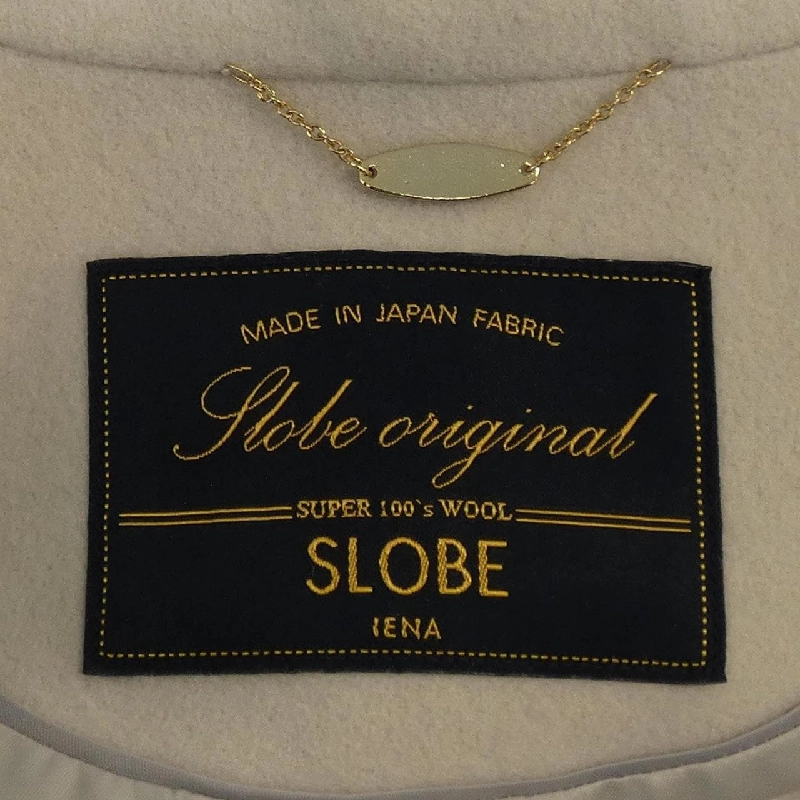 MADE IN JAPAN FABRIC
Slobe original
SUPER 100`s WOOL
SLOBE
IENA